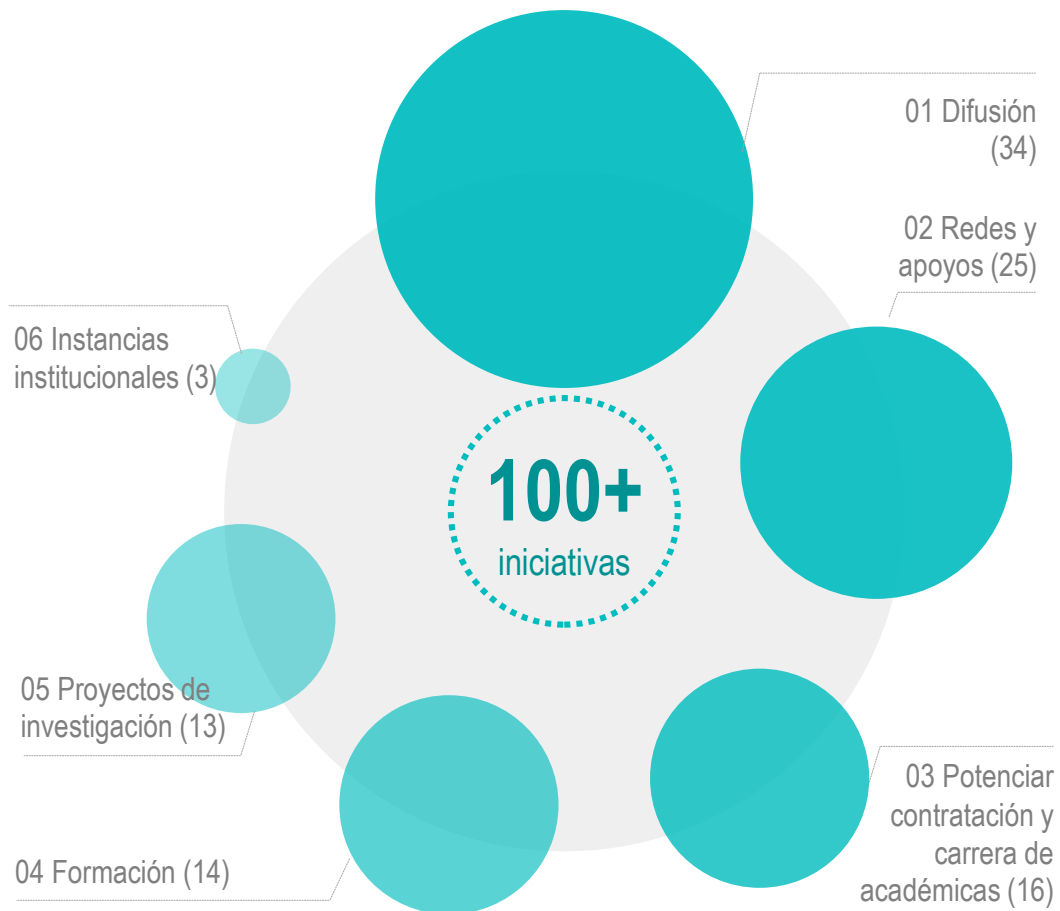 01 Difusión
(34)
02 Redes y
apoyos (25)
06 Instancias
institucionales (3)
100+
iniciativas
05 Proyectos de
investigación (13)
03 Potenciar
contratación y
carrera de
académicas (16)
04 Formación (14)